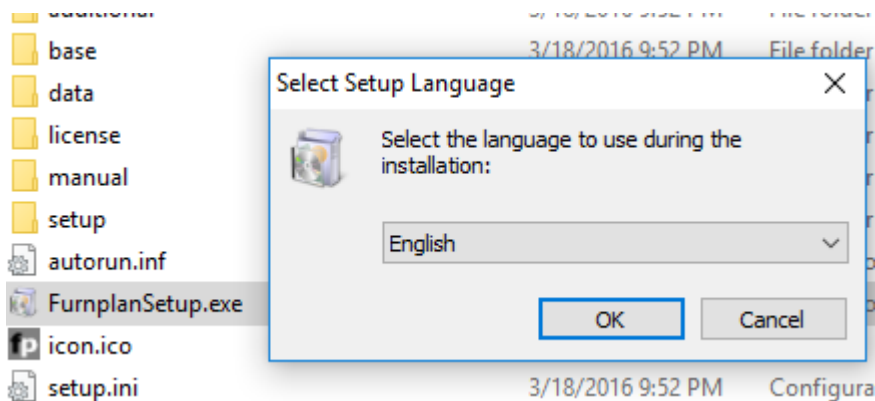 base 3/18/2016 9:52 PM File folder
Select Setup Language
data
Select the language to use during the
installation:
license
manual
setup
English
autorun.inf
FurnplanSetup.exe
OK Cancel
fp icon.ico
setup.ini 3/18/2016 9:52 PM Configura